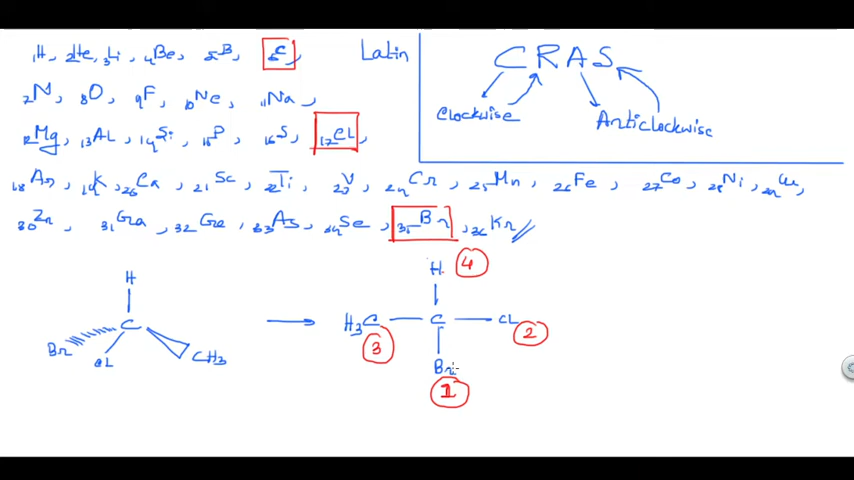 ₁H, ₂He, ₃Li, ₄Be, ₅B, ₆C, Latin
₇N, ₈O, ₉F, ₁₀Ne, ₁₁Na,
₁₂Mg, ₁₃AL, ₁₄Si, ₁₅P, ₁₆S, ₁₇CL,
₁₈Ar, ₁₉K, ₂₀Ca, ₂₁Sc, ₂₂Ti, ₂₃V, ₂₄Cr, ₂₅Mn, ₂₆Fe, ₂₇Co, ₂₈Ni, ₂₉Cu,
₃₀Zn, ₃₁Ga, ₃₂Ge, ₃₃As, ₃₄Se, ₃₅Br, ₃₆Kr
CRAS
Clockwise
Anticlockwise
H
C
Br
CL
CH₃
H 4
H₃C C CL 2
3
Br
1